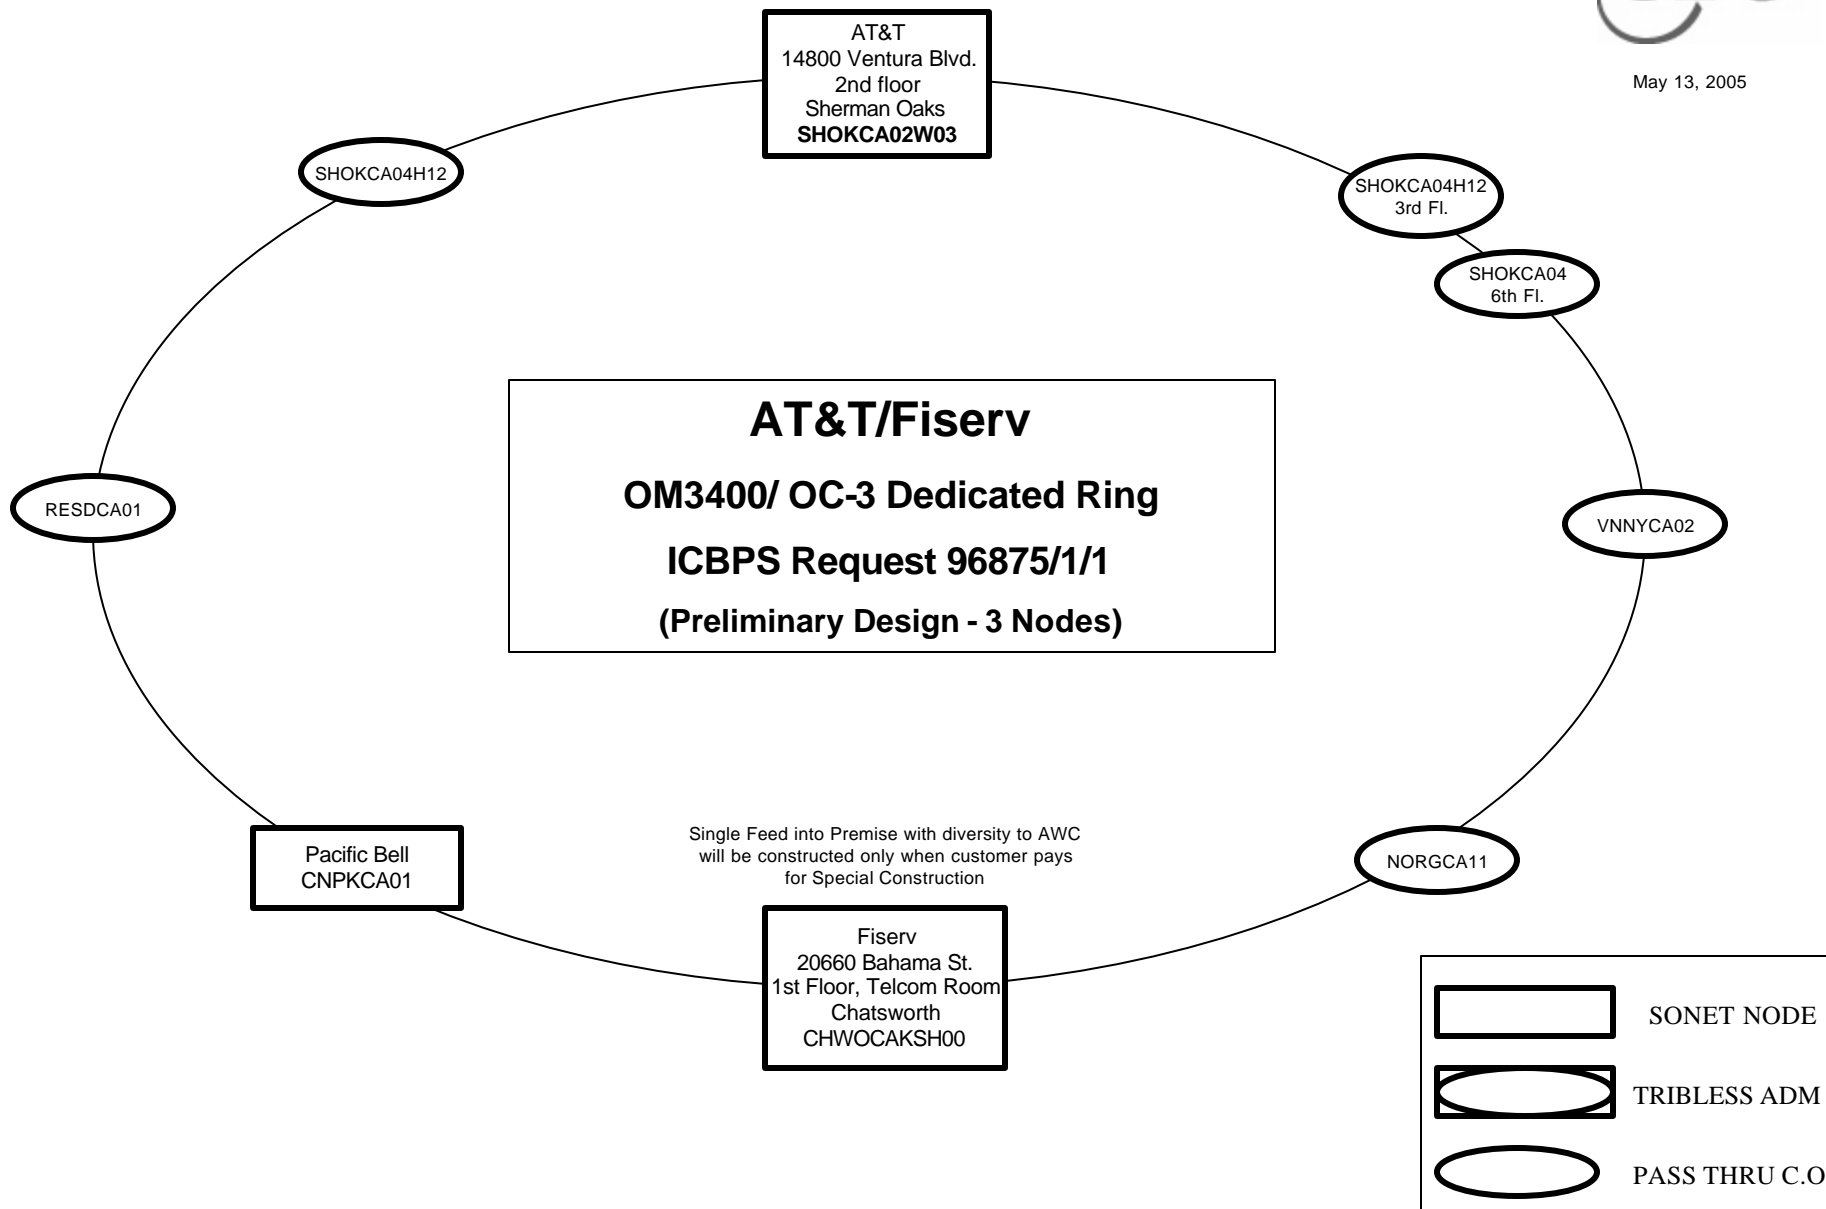 AT&T
14800 Ventura Blvd.
2nd floor
Sherman Oaks
SHOKCA02W03
May 13, 2005
SHOKCA04H12
SHOKCA04H12
3rd Fl.
SHOKCA04
6th Fl.
AT&T/Fiserv
OM3400/ OC-3 Dedicated Ring
ICBPS Request 96875/1/1
(Preliminary Design - 3 Nodes)
RESDCA01
VNNYCA02
Pacific Bell
CNPKCA01
Single Feed into Premise with diversity to AWC
will be constructed only when customer pays
for Special Construction
NORGCA11
Fiserv
20660 Bahama St.
1st Floor, Telcom Room
Chatsworth
CHWOCAKSH00
SONET NODE
TRIBLESS ADM
PASS THRU C.O